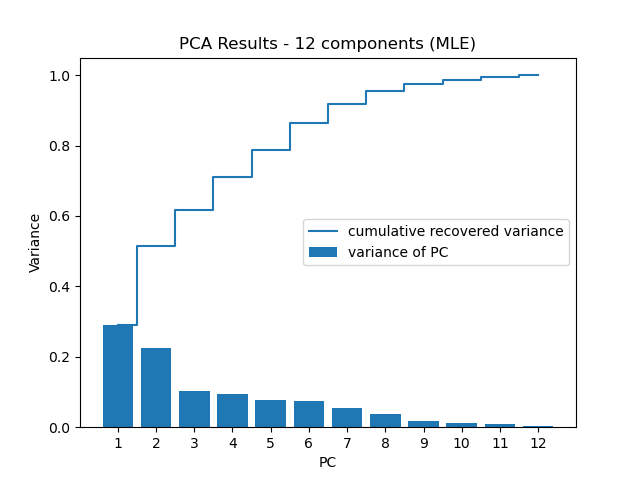 PCA Results - 12 components (MLE)
1.0
0.8
0.6
0.4
0.2
0.0
Variance
cumulative recovered variance
variance of PC
1 2 3 4 5 6 7 8 9 10 11 12
PC